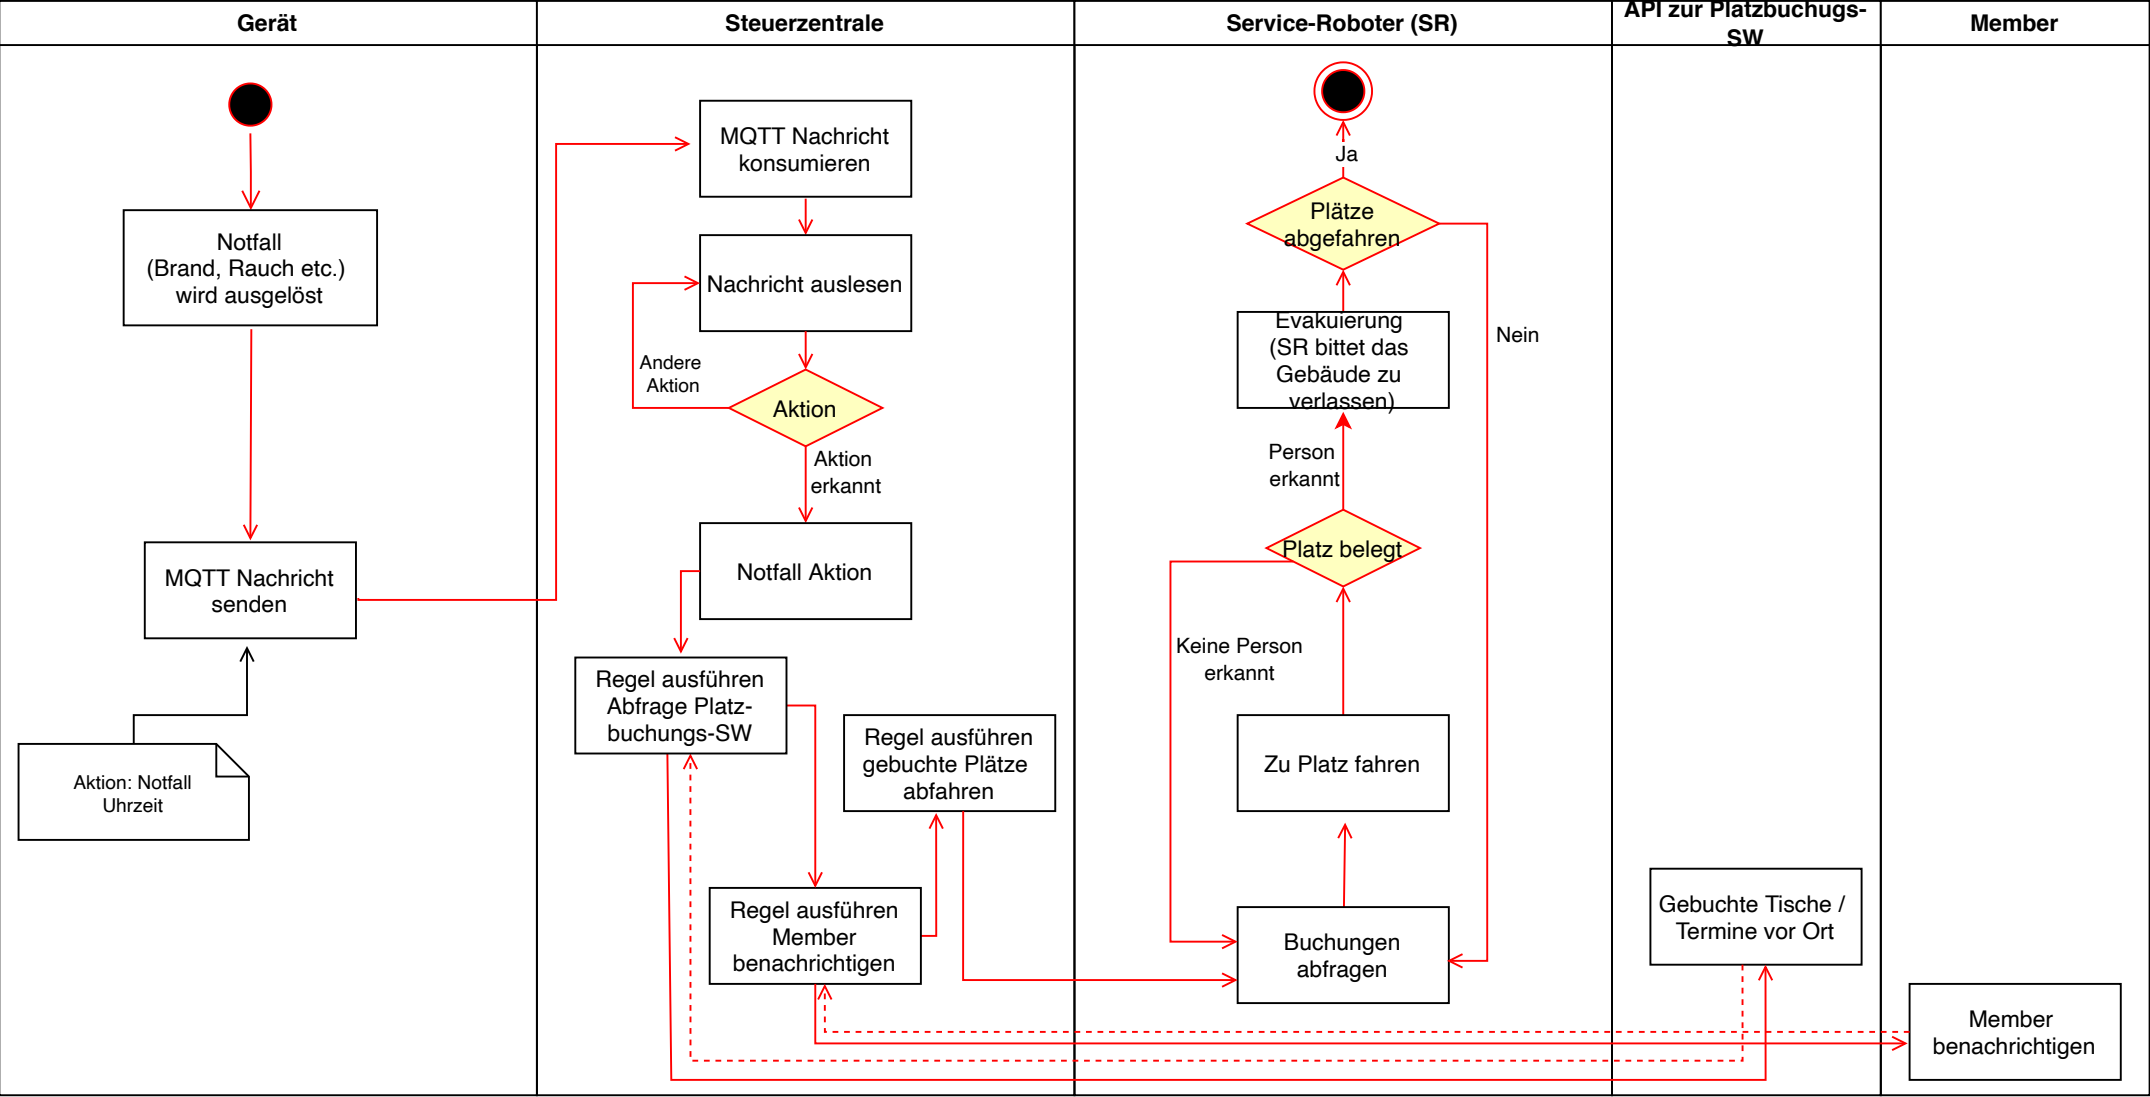 Gerät
Steuerzentrale
Service-Roboter (SR)
API zur Platzbuchugs-
SW
Member
Notfall
(Brand, Rauch etc.)
wird ausgelöst
MQTT Nachricht
senden
Aktion: Notfall
Uhrzeit
MQTT Nachricht
konsumieren
Nachricht auslesen
Andere
Aktion
Aktion
Aktion
erkannt
Notfall Aktion
Regel ausführen
Abfrage Platz-
buchungs-SW
Regel ausführen
gebuchte Plätze
abfahren
Regel ausführen
Member
benachrichtigen
Ja
Plätze
abgefahren
Nein
Evakuierung
(SR bittet das
Gebäude zu
verlassen)
Person
erkannt
Platz belegt
Keine Person
erkannt
Zu Platz fahren
Buchungen
abfragen
Gebuchte Tische /
Termine vor Ort
Member
benachrichtigen